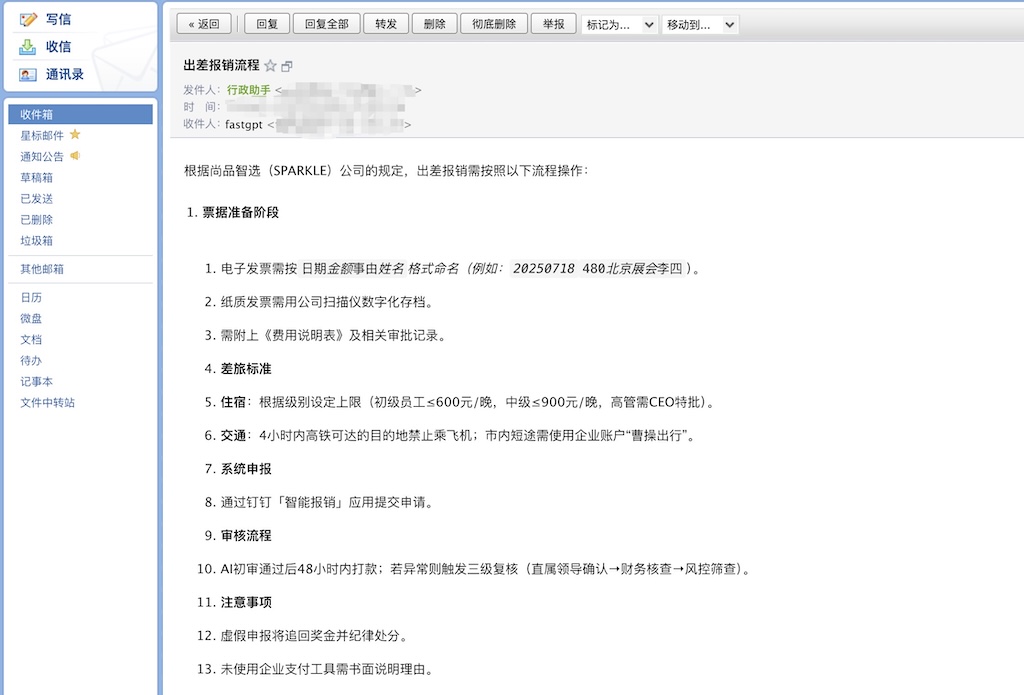 写信
收信
通讯录
收件箱
星标邮件
通知公告
草稿箱
已发送
已删除
垃圾箱
其他邮箱
日历
微盘
文档
待办
记事本
文件中转站
« 返回 回复 回复全部 转发 删除 彻底删除 举报 标记为... 移动到...
出差报销流程
发件人：行政助手 < >
时 间：
收件人：fastgpt < >
根据尚品智选（SPARKLE）公司的规定，出差报销需按照以下流程操作：
1. 票据准备阶段
1. 电子发票需按 日期金额事由姓名 格式命名（例如： 20250718 480北京展会李四 ）。
2. 纸质发票需用公司扫描仪数字化存档。
3. 需附上《费用说明表》及相关审批记录。
4. 差旅标准
5. 住宿：根据级别设定上限（初级员工≤600元/晚，中级≤900元/晚，高管需CEO特批）。
6. 交通：4小时内高铁可达的目的地禁止乘飞机；市内短途需使用企业账户“曹操出行”。
7. 系统申报
8. 通过钉钉「智能报销」应用提交申请。
9. 审核流程
10. AI初审通过后48小时内打款；若异常则触发三级复核（直属领导确认→财务核查→风控筛查）。
11. 注意事项
12. 虚假申报将追回奖金并纪律处分。
13. 未使用企业支付工具需书面说明理由。